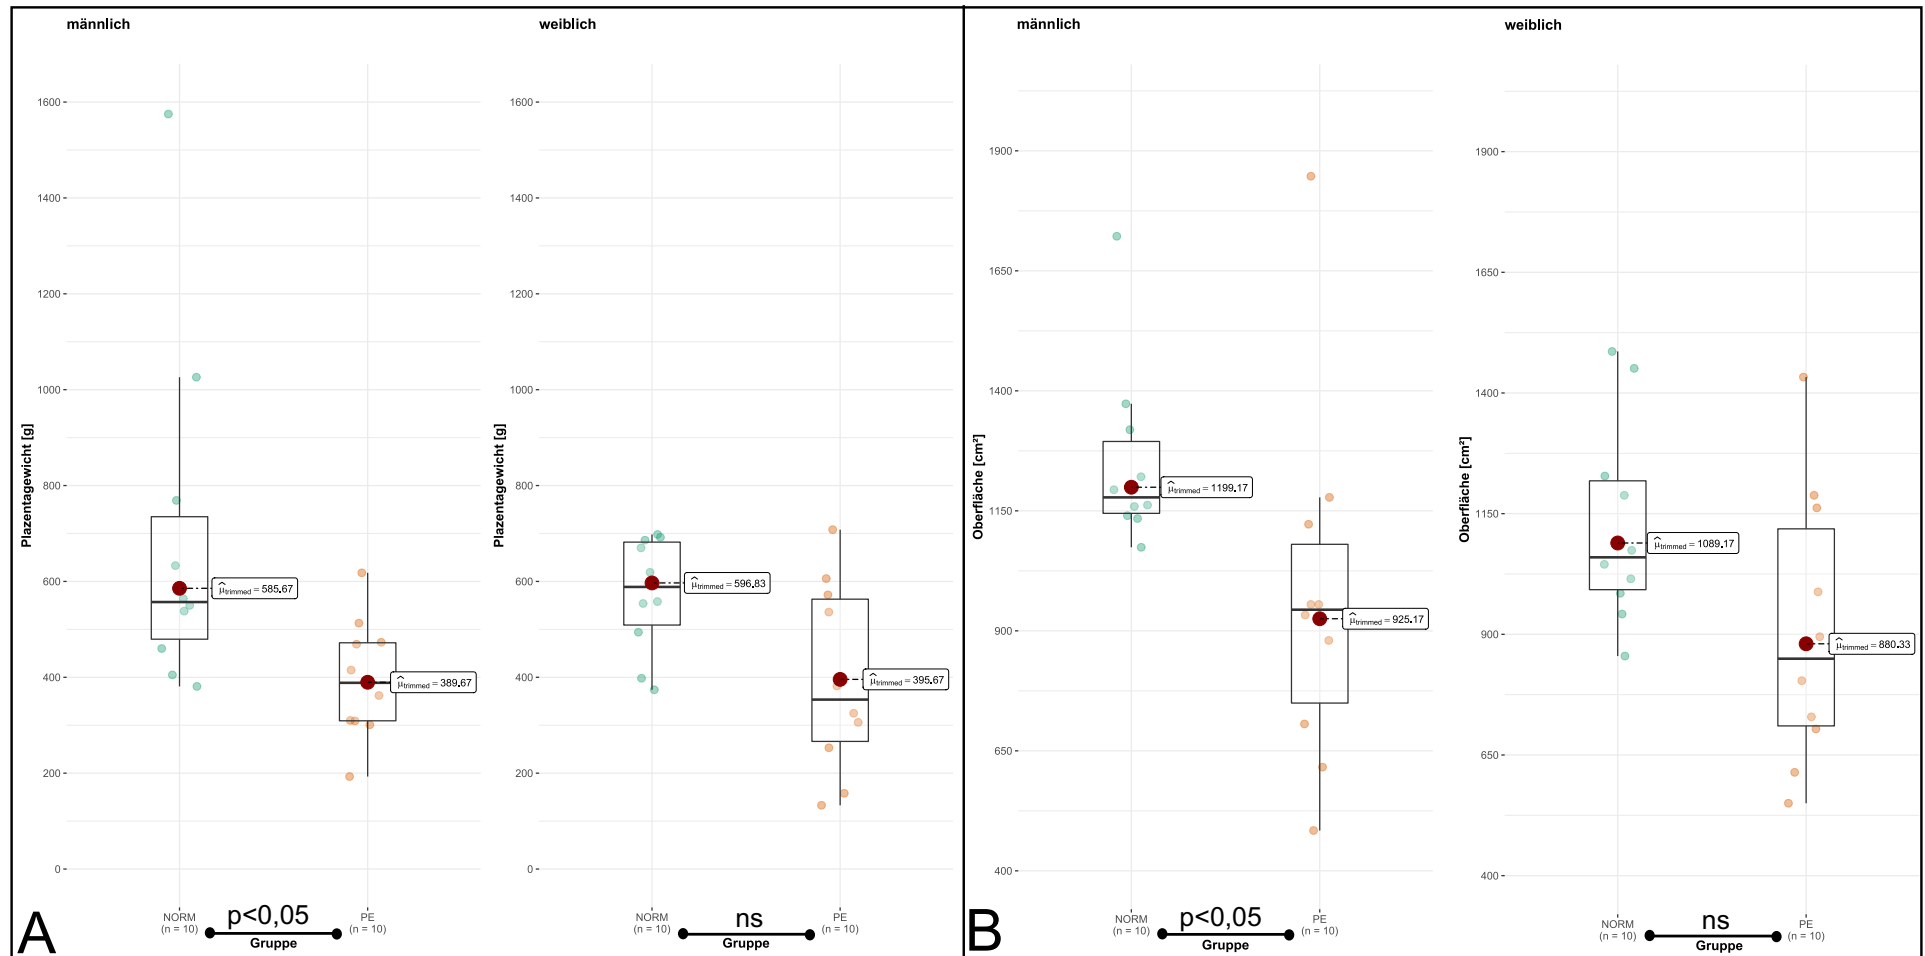 männlich
1600
1400
1200
1000
800
600
400
200
0
Plazentagewicht [g]
μ̂trimmed = 585.67
μ̂trimmed = 389.67
NORM
(n = 10)
PE
(n = 10)
p<0,05
Gruppe
A
weiblich
1600
1400
1200
1000
800
600
400
200
0
Plazentagewicht [g]
μ̂trimmed = 596.83
μ̂trimmed = 395.67
NORM
(n = 10)
PE
(n = 10)
ns
Gruppe
männlich
1900
1650
1400
1150
900
650
400
Oberfläche [cm²]
μ̂trimmed = 1199.17
μ̂trimmed = 925.17
NORM
(n = 10)
PE
(n = 10)
p<0,05
Gruppe
B
weiblich
1900
1650
1400
1150
900
650
400
Oberfläche [cm²]
μ̂trimmed = 1089.17
μ̂trimmed = 880.33
NORM
(n = 10)
PE
(n = 10)
ns
Gruppe